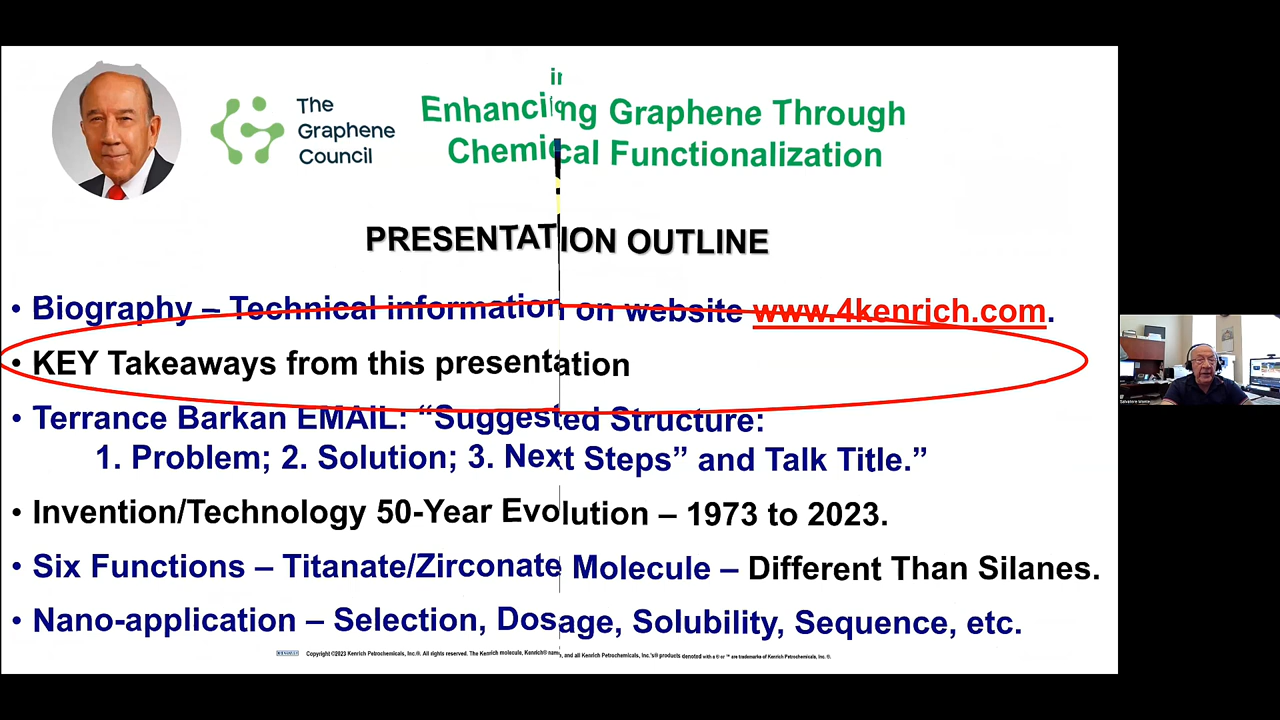 The
Graphene
Council
Enhancing Graphene Through
Chemical Functionalization
PRESENTATION OUTLINE
• Biography – Technical information on website www.4kenrich.com.
• KEY Takeaways from this presentation
• Terrance Barkan EMAIL: “Suggested Structure:
1. Problem; 2. Solution; 3. Next Steps” and Talk Title.”
• Invention/Technology 50-Year Evolution – 1973 to 2023.
• Six Functions – Titanate/Zirconate Molecule – Different Than Silanes.
• Nano-application – Selection, Dosage, Solubility, Sequence, etc.
Copyright ©2023 Kenrich Petrochemicals, Inc.®. All rights reserved. The Kenrich molecule, Kenrich® and all Kenrich Petrochemicals, Inc.'s® products denoted with a ® or ™ are trademarks of Kenrich Petrochemicals, Inc. ®.
Salvatore